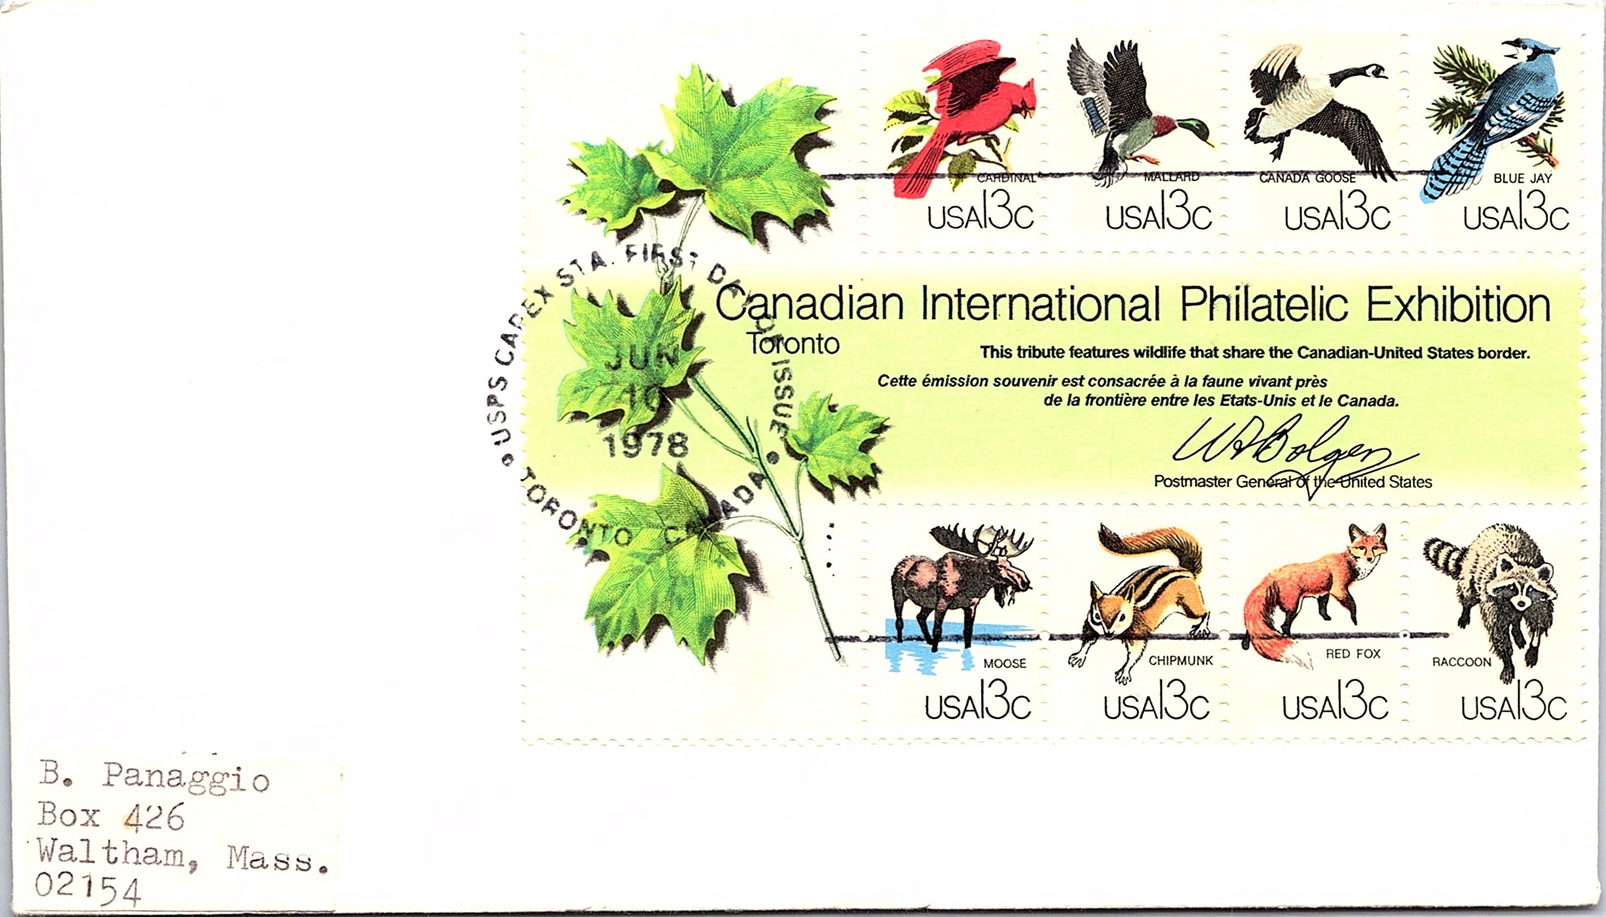 CARDINAL
USA13c
MALLARD
USA13c
CANADA GOOSE
USA13c
BLUE JAY
USA13c
• USPS CAPEX STA. FIRST DAY OF ISSUE •
JUN
10
1978
TORONTO CANADA
Canadian International Philatelic Exhibition
Toronto
This tribute features wildlife that share the Canadian-United States border.
Cette émission souvenir est consacrée à la faune vivant près
de la frontière entre les Etats-Unis et le Canada.
W F Bolger
Postmaster General of the United States
MOOSE
USA13c
CHIPMUNK
USA13c
RED FOX
USA13c
RACCOON
USA13c
B. Panaggio
Box 426
Waltham, Mass.
02154